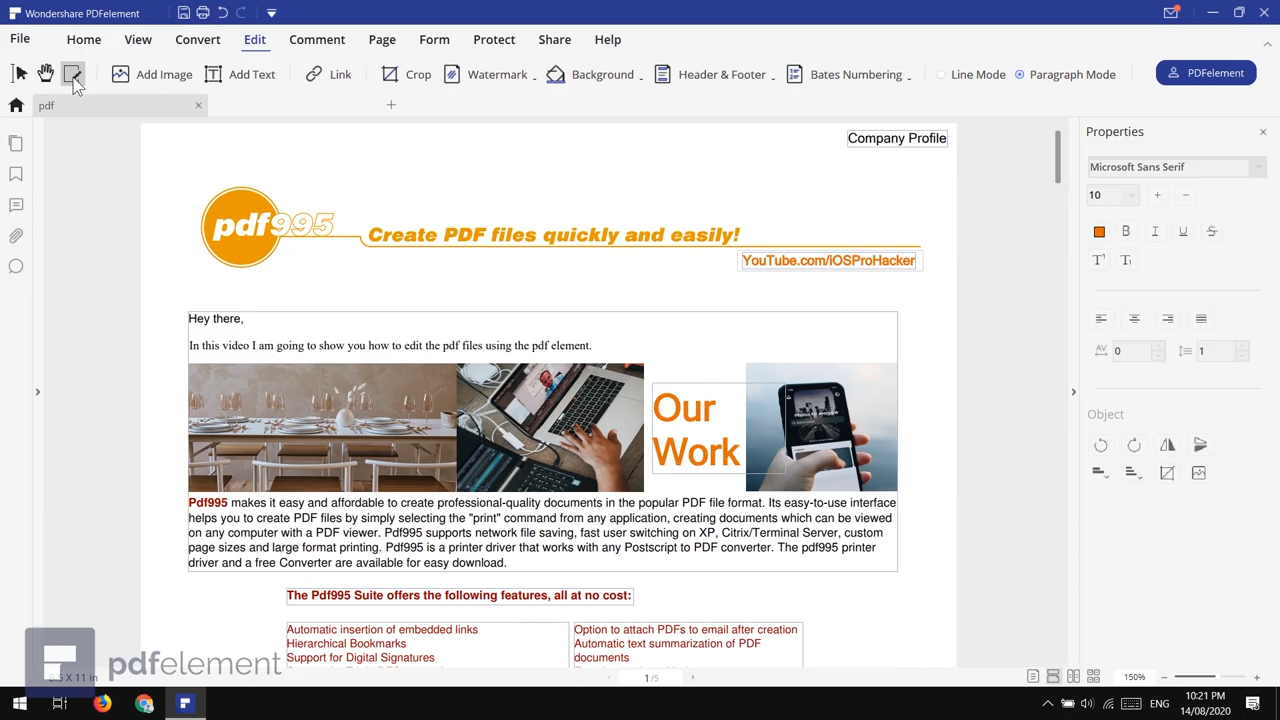 Wondershare PDFelement
File Home View Convert Edit Comment Page Form Protect Share Help
Add Image Add Text Link Crop Watermark Background Header & Footer Bates Numbering Line Mode Paragraph Mode PDFelement
pdf
Properties
Microsoft Sans Serif
10
0 1
Object
Company Profile
pdf995
Create PDF files quickly and easily!
YouTube.com/iOSProHacker
Hey there,
In this video I am going to show you how to edit the pdf files using the pdf element.
Our
Work
Pdf995 makes it easy and affordable to create professional-quality documents in the popular PDF file format. Its easy-to-use interface
helps you to create PDF files by simply selecting the "print" command from any application, creating documents which can be viewed
on any computer with a PDF viewer. Pdf995 supports network file saving, fast user switching on XP, Citrix/Terminal Server, custom
page sizes and large format printing. Pdf995 is a printer driver that works with any Postscript to PDF converter. The pdf995 printer
driver and a free Converter are available for easy download.
The Pdf995 Suite offers the following features, all at no cost:
Automatic insertion of embedded links
Hierarchical Bookmarks
Support for Digital Signatures
Option to attach PDFs to email after creation
Automatic text summarization of PDF
documents
pdfelement
8.5 X 11 in
1/5
150%
ENG
10:21 PM
14/08/2020